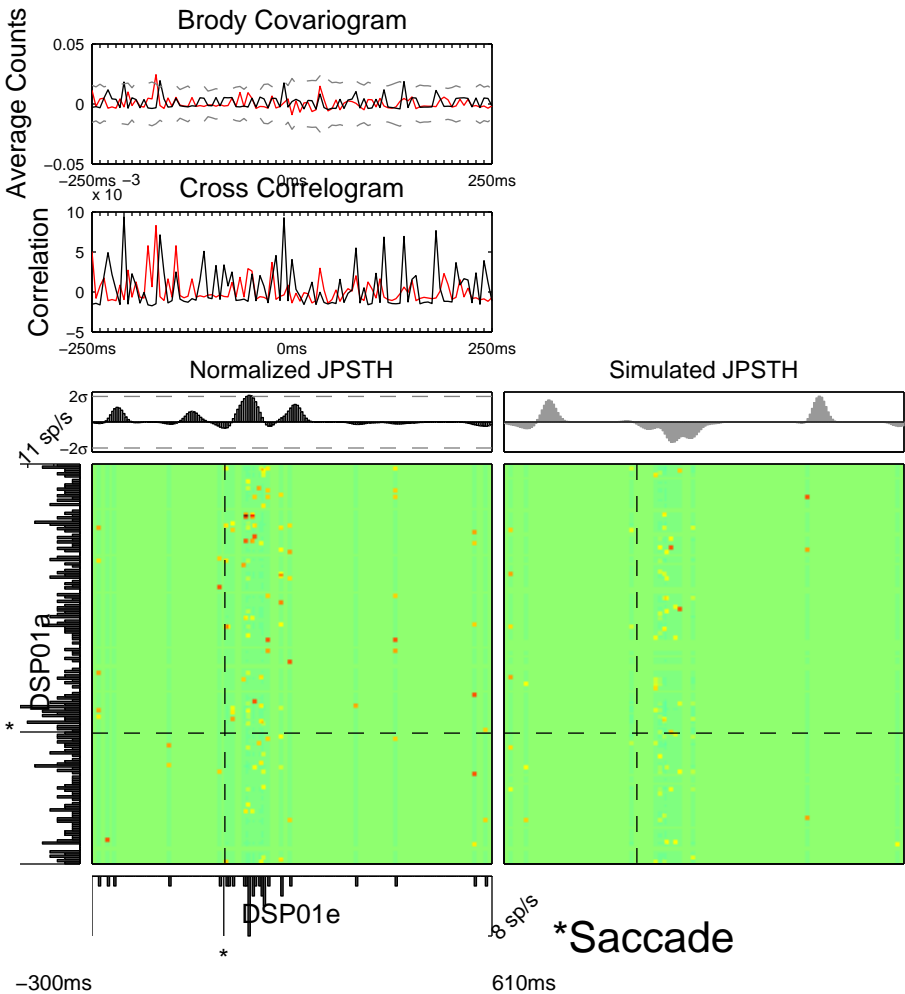 Brody Covariogram
Average Counts
0.05
0
−0.05
−250ms
0ms
250ms
−3
x 10
Cross Correlogram
Correlation
10
5
0
−5
−250ms
0ms
250ms
Normalized JPSTH
Simulated JPSTH
2σ
−2σ
11 sp/s
DSP01a
*
DSP01e
8 sp/s
*
*Saccade
−300ms
610ms